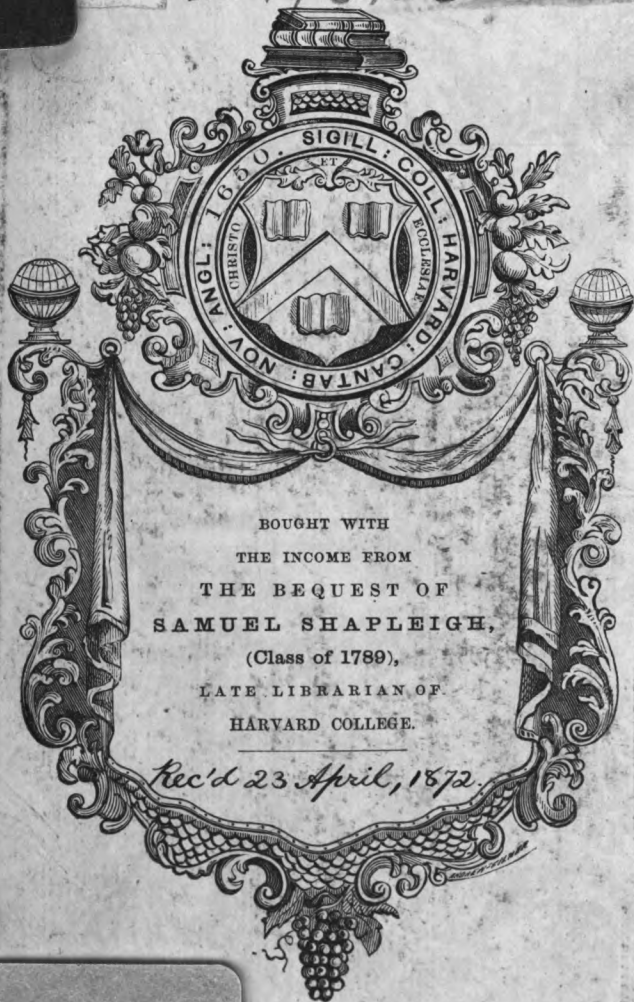 SIGILL: COLL: HARVARD: CANTAB: NOV: ANGL: 1650.
ET
CHRISTO
ECCLESIAE
BOUGHT WITH
THE INCOME FROM
THE BEQUEST OF
SAMUEL SHAPLEIGH,
(Class of 1789),
LATE LIBRARIAN OF
HARVARD COLLEGE.
Rec'd 23 April, 1872.